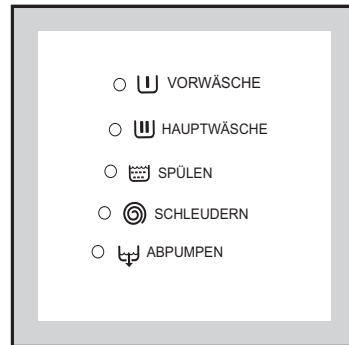 VORWÄSCHE
HAUPTWÄSCHE
SPÜLEN
SCHLEUDERN
ABPUMPEN